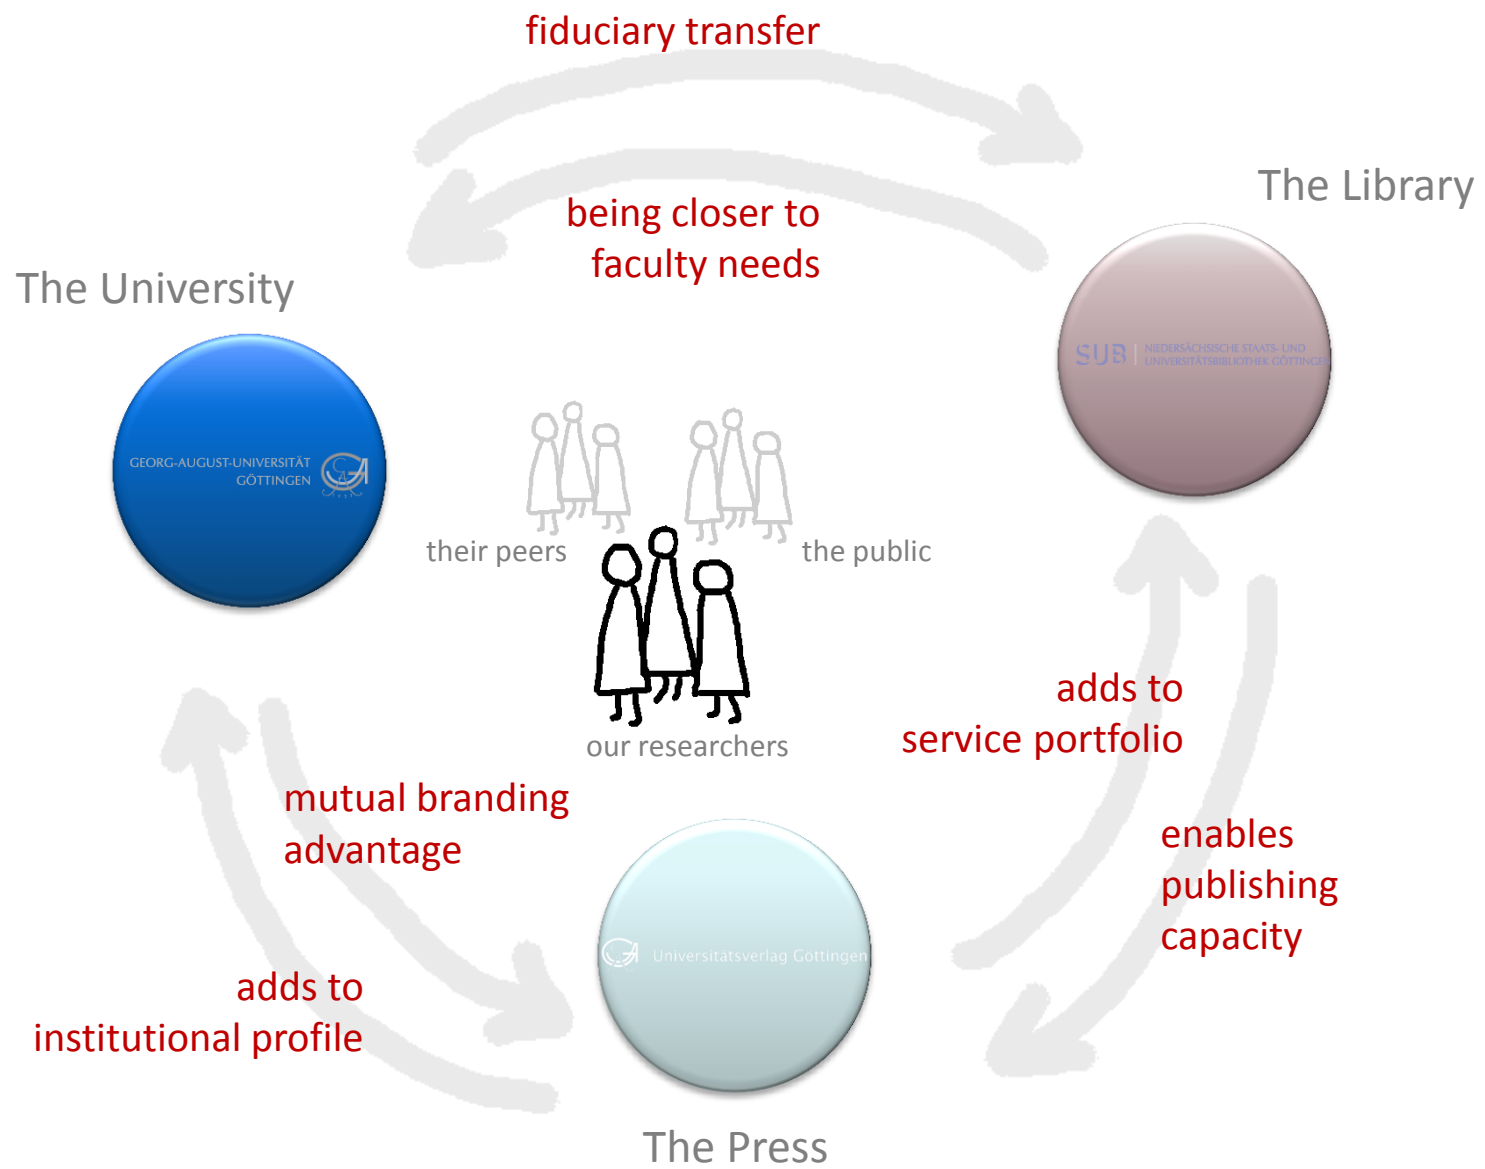 fiduciary transfer
The Library
being closer to
faculty needs
The University
SUB
NIEDERSÄCHSISCHE STAATS- UND
UNIVERSITÄTSBIBLIOTHEK GÖTTINGEN
GEORG-AUGUST-UNIVERSITÄT
GÖTTINGEN
their peers
the public
our researchers
adds to
service portfolio
mutual branding
advantage
enables
publishing
capacity
Universitätsverlag Göttingen
adds to
institutional profile
The Press